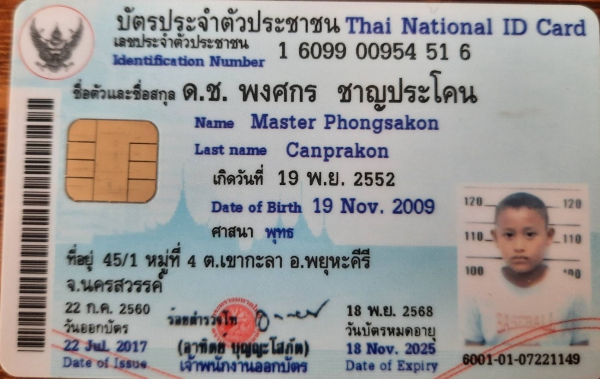 บัตรประจำตัวประชาชน Thai National ID Card
เลขประจำตัวประชาชน 1 6099 00954 51 6
Identification Number
ชื่อตัวและชื่อสกุล ด.ช. พงศกร ชาญประโคน
Name Master Phongsakon
Last name Canprakon
เกิดวันที่ 19 พ.ย. 2552
Date of Birth 19 Nov. 2009
ศาสนา พุทธ
ที่อยู่ 45/1 หมู่ที่ 4 ต.เขากะลา อ.พยุหะคีรี
จ.นครสวรรค์
120 120
110 110
100
22 ก.ค. 2560
วันออกบัตร
22 Jul. 2017
Date of Issue
ร้อยตำรวจโท
(อาทิตย์ บุญญะโสภัต)
เจ้าพนักงานออกบัตร
18 พ.ย. 2568
วันบัตรหมดอายุ
18 Nov. 2025
Date of Expiry
BASEBALL
6001-01-07221149